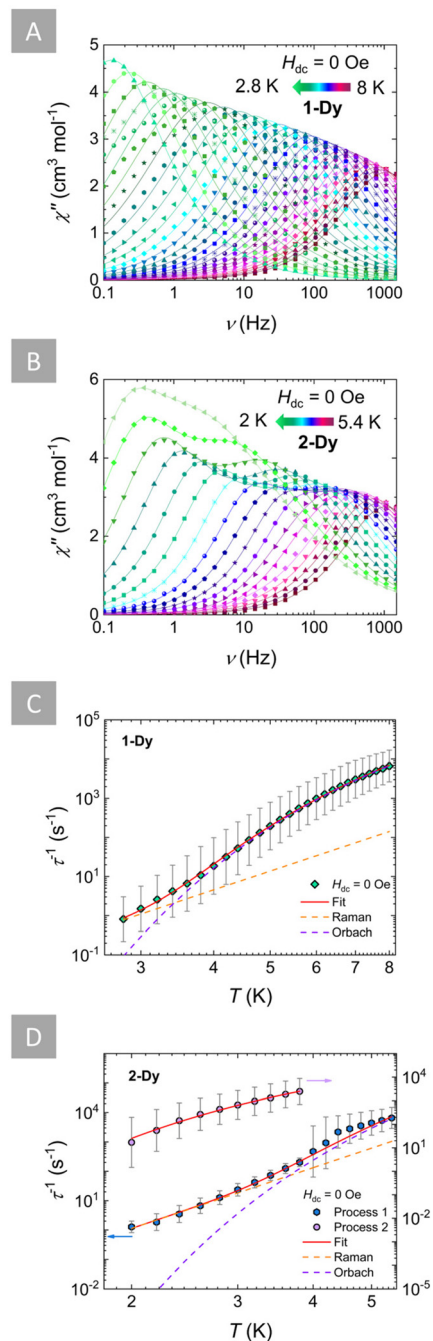 A
5
4
3
2
1
0
χ″ (cm³ mol⁻¹)
H_dc = 0 Oe
2.8 K
8 K
1-Dy
0.1
1
10
100
1000
ν (Hz)
B
6
4
2
0
χ″ (cm³ mol⁻¹)
H_dc = 0 Oe
2 K
5.4 K
2-Dy
0.1
1
10
100
1000
ν (Hz)
C
1-Dy
10⁵
10³
10¹
10⁻¹
τ⁻¹ (s⁻¹)
H_dc = 0 Oe
Fit
Raman
Orbach
3
4
5
6
7
8
T (K)
D
2-Dy
10⁴
10¹
10⁻²
τ⁻¹ (s⁻¹)
10⁴
10¹
10⁻²
10⁻⁵
H_dc = 0 Oe
Process 1
Process 2
Fit
Raman
Orbach
2
3
4
5
T (K)